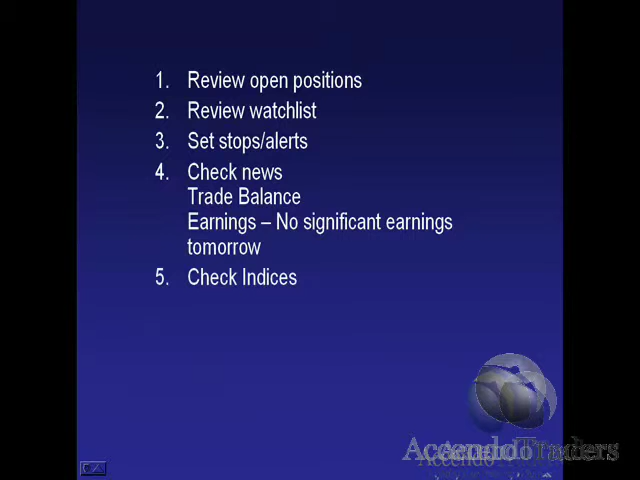 1. Review open positions
2. Review watchlist
3. Set stops/alerts
4. Check news
Trade Balance
Earnings – No significant earnings
tomorrow
5. Check Indices
Accendo Traders
Accendo